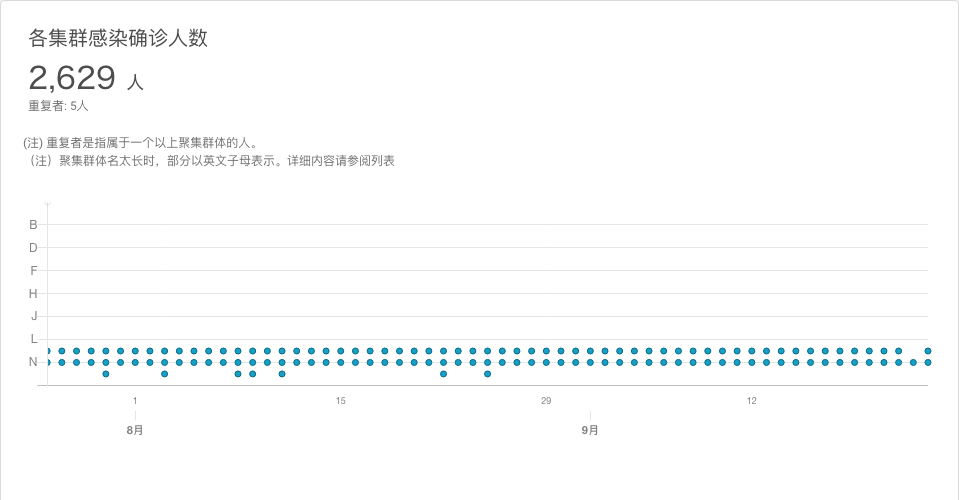 各集群感染确诊人数
2,629 人
重复者: 5人
(注) 重复者是指属于一个以上聚集群体的人。
（注）聚集群体名太长时，部分以英文子母表示。详细内容请参阅列表
B
D
F
H
J
L
N
1 15 29 12
8月 9月